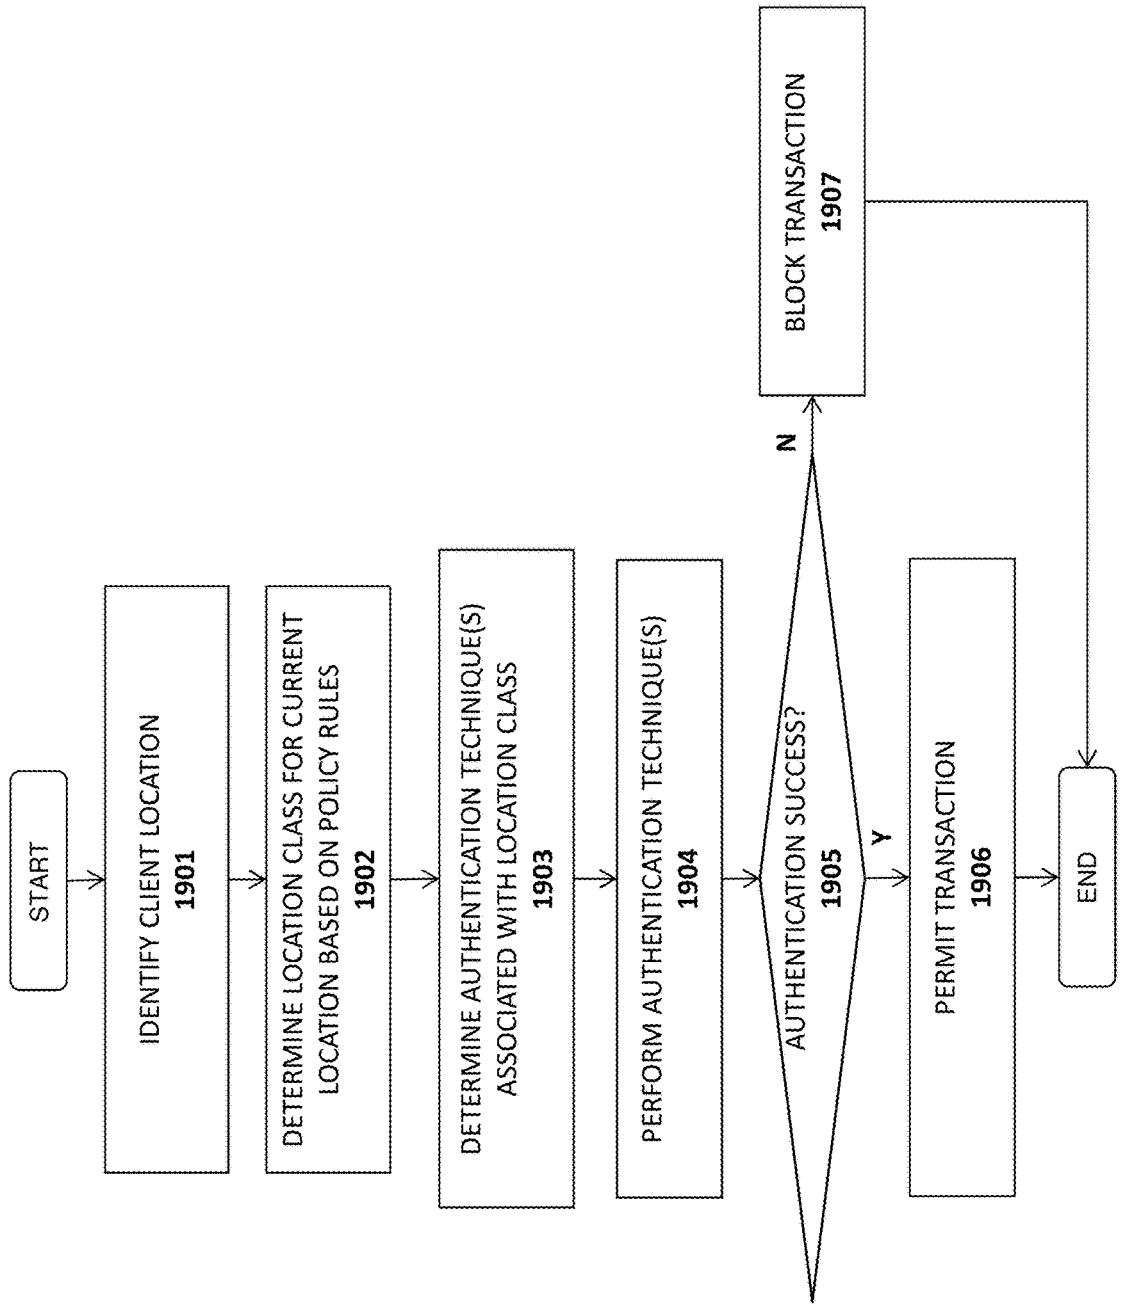 START
IDENTIFY CLIENT LOCATION
1901
DETERMINE LOCATION CLASS FOR CURRENT
LOCATION BASED ON POLICY RULES
1902
DETERMINE AUTHENTICATION TECHNIQUE(S)
ASSOCIATED WITH LOCATION CLASS
1903
PERFORM AUTHENTICATION TECHNIQUE(S)
1904
AUTHENTICATION SUCCESS?
1905
N
BLOCK TRANSACTION
1907
Y
PERMIT TRANSACTION
1906
END